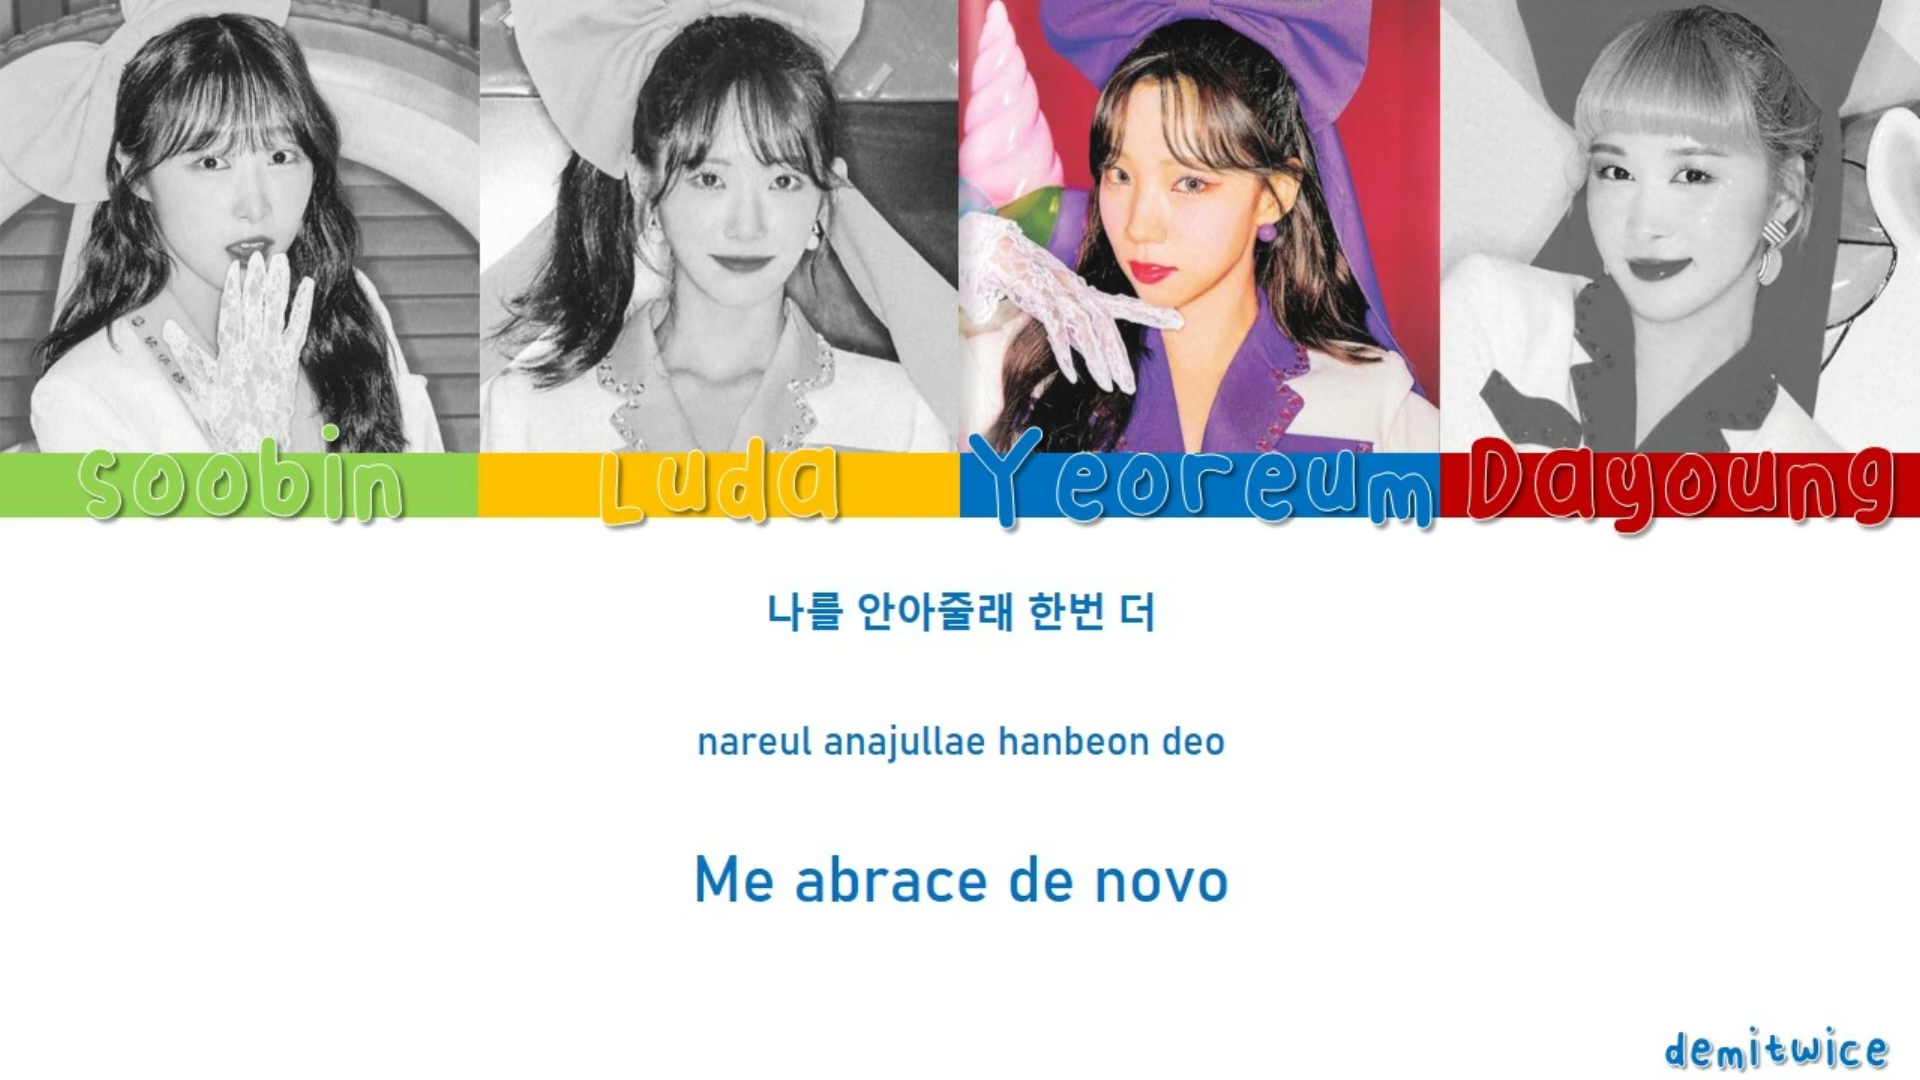 Soobin Luda Yeoreum Dayoung
나를 안아줄래 한번 더
nareul anajullae hanbeon deo
Me abrace de novo
demitwice